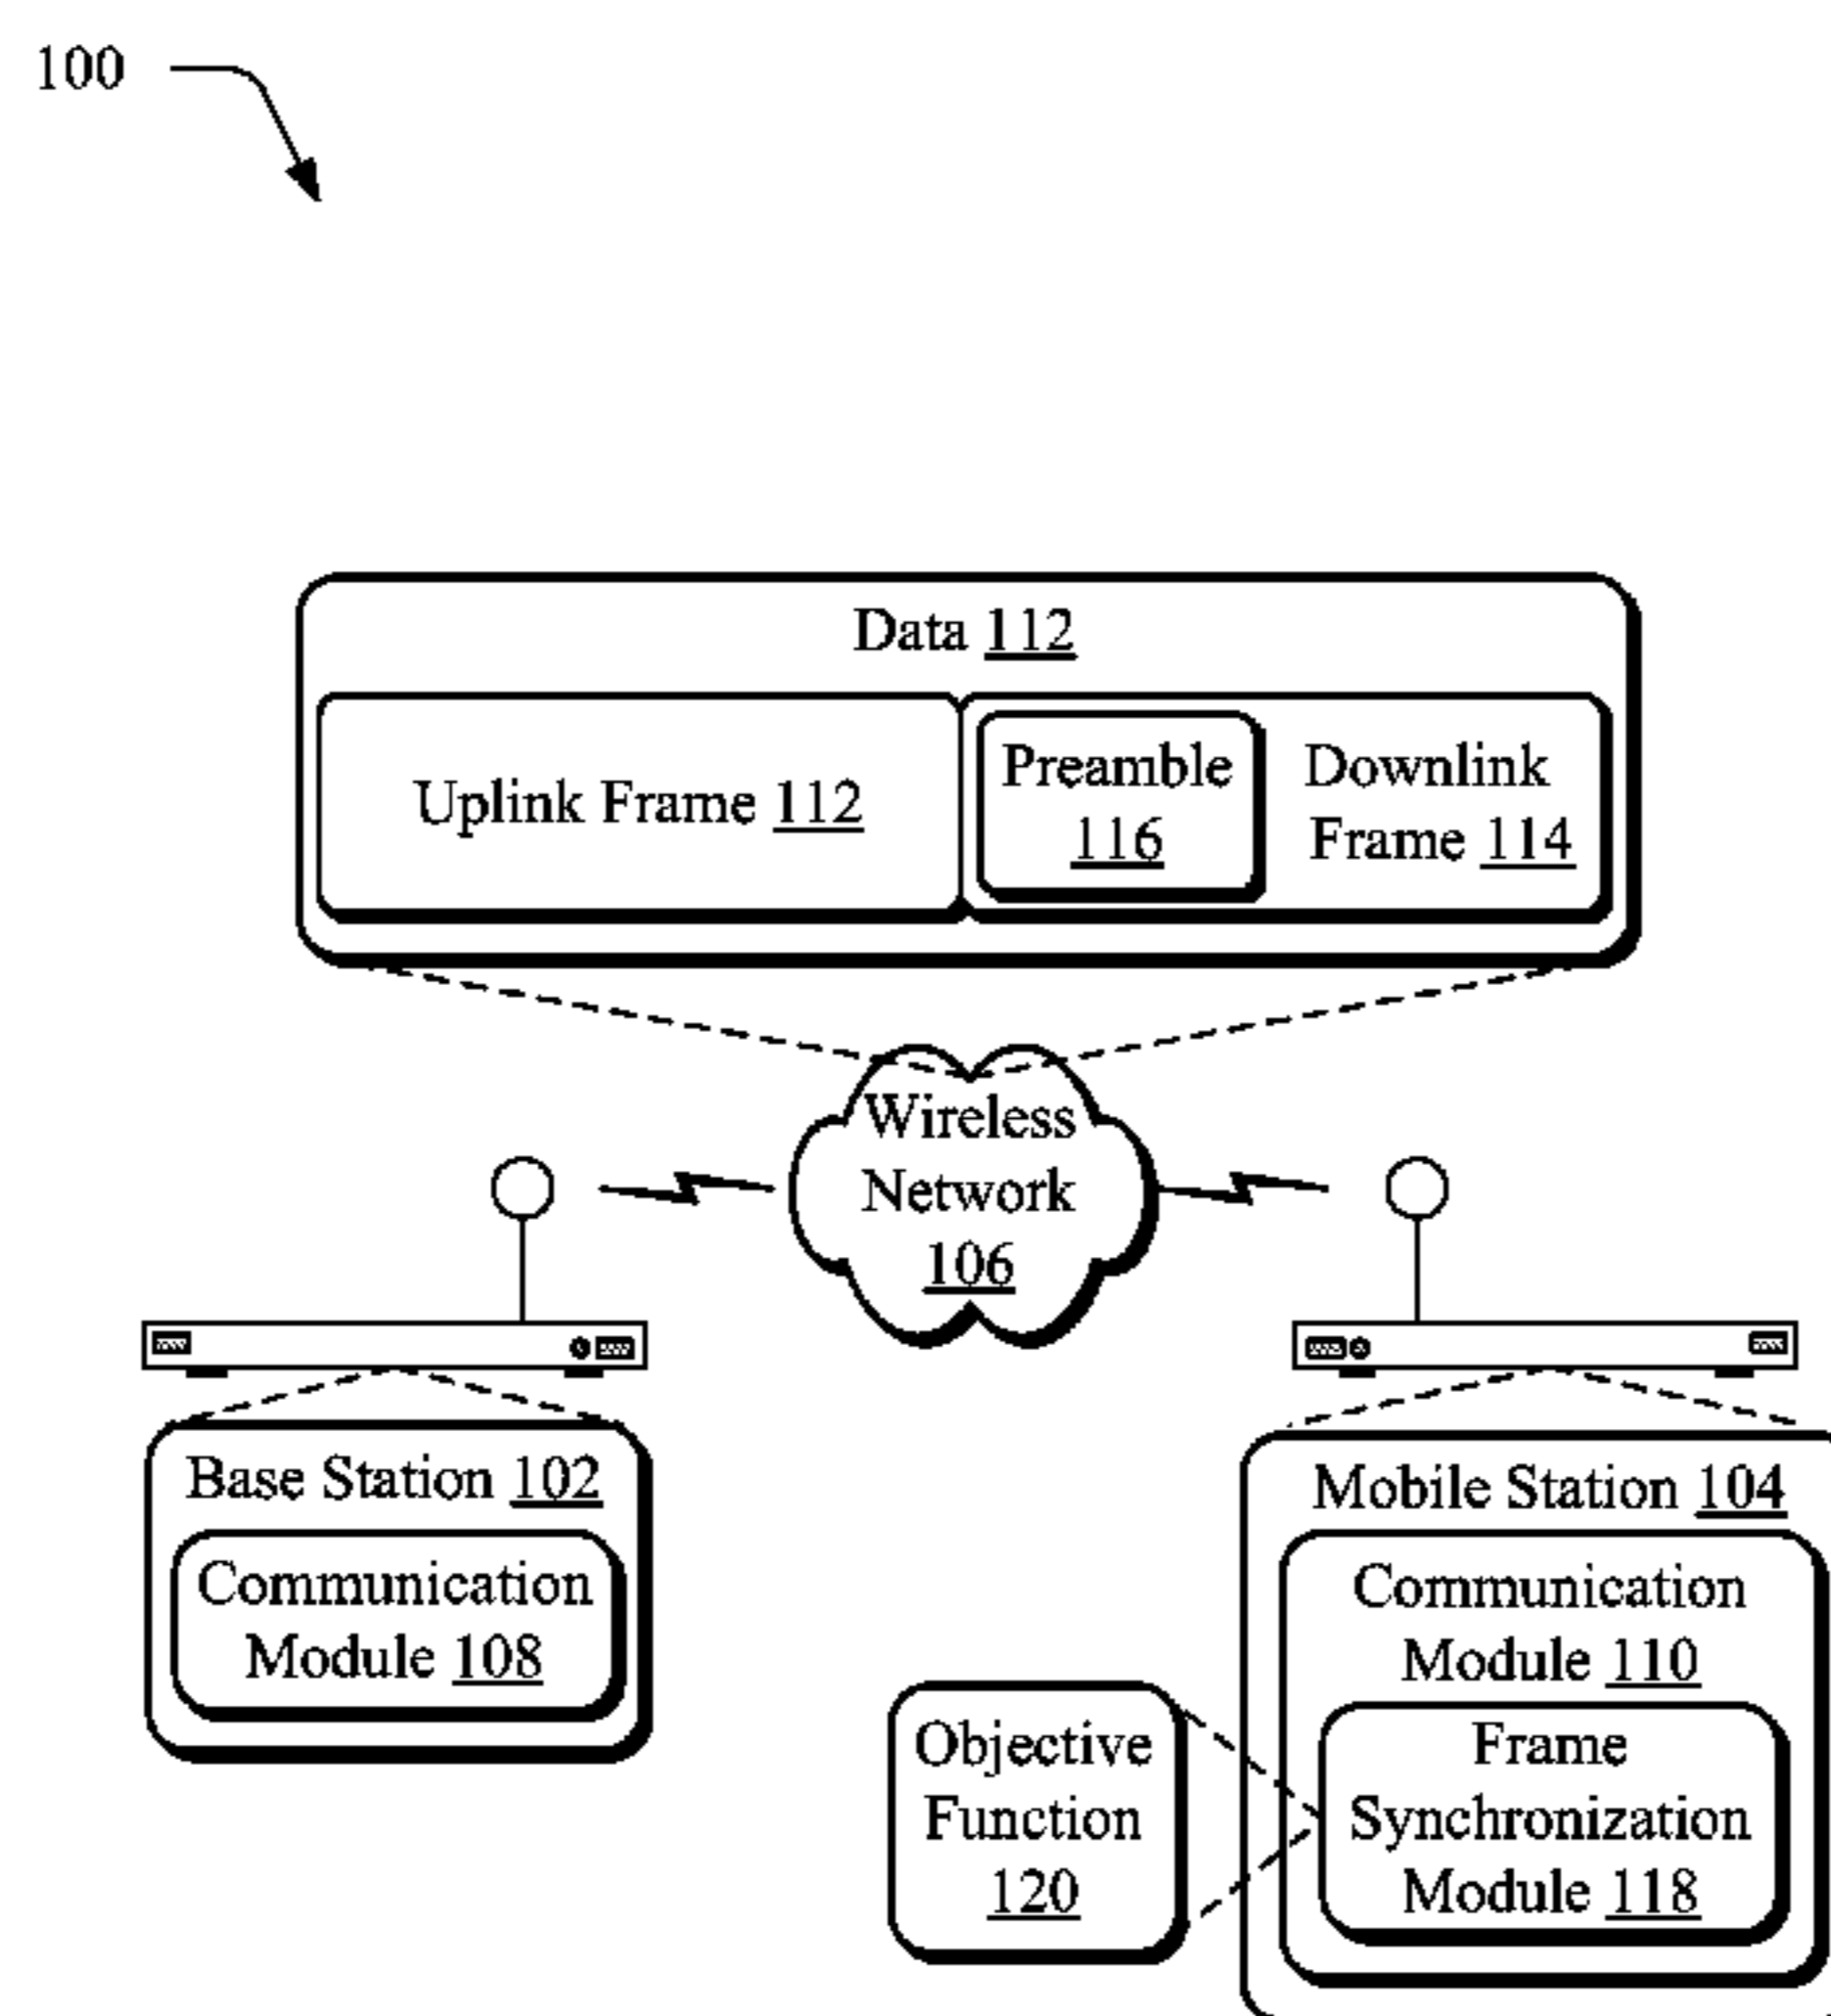 100
Data 112
Uplink Frame 112
Preamble
116
Downlink
Frame 114
Wireless
Network
106
Base Station 102
Communication
Module 108
Mobile Station 104
Communication
Module 110
Frame
Synchronization
Module 118
Objective
Function
120